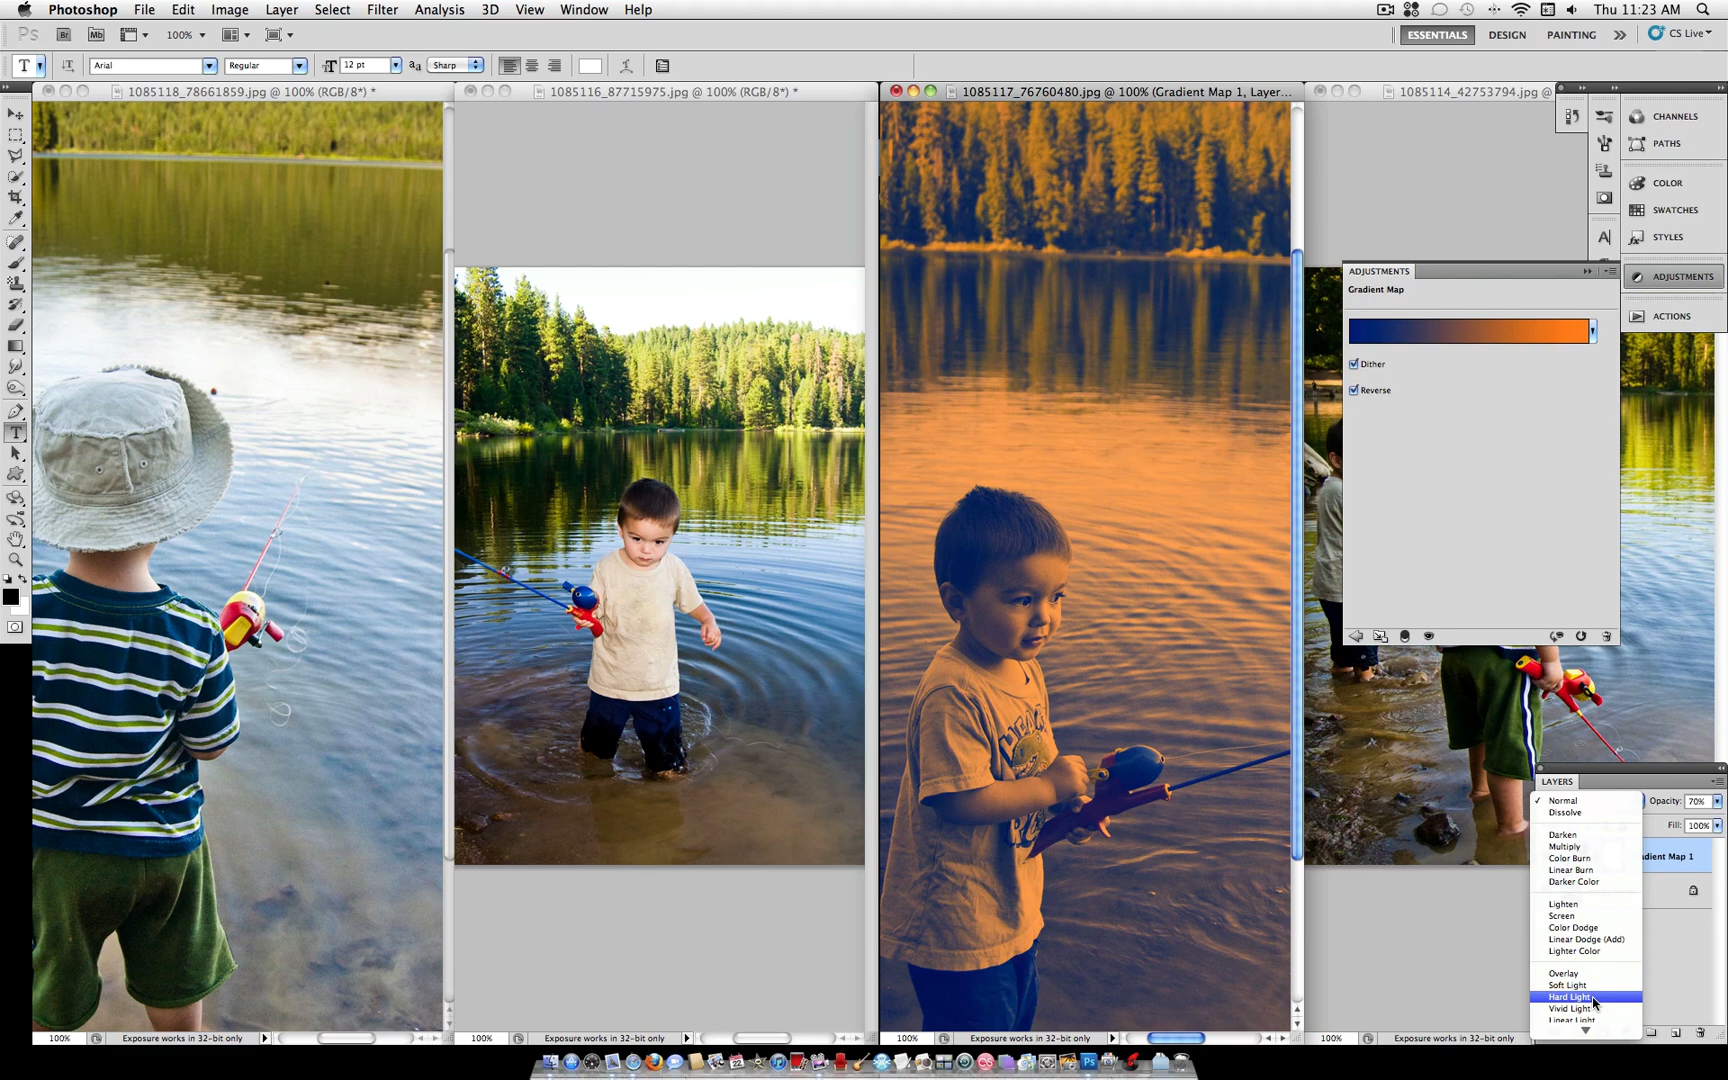 Photoshop File Edit Image Layer Select Filter Analysis 3D View Window Help Thu 11:23 AM
Ps Br Mb 100% ESSENTIALS DESIGN PAINTING CS Live
T Arial Regular 12 pt Sharp
1085118_78661859.jpg @ 100% (RGB/8*) *
1085116_87715975.jpg @ 100% (RGB/8*) *
1085117_76760480.jpg @ 100% (Gradient Map 1, Layer...
1085114_42753794.jpg @
CHANNELS
PATHS
COLOR
SWATCHES
STYLES
ADJUSTMENTS
ACTIONS
ADJUSTMENTS
Gradient Map
Dither
Reverse
LAYERS
Normal
Dissolve
Darken
Multiply
Color Burn
Linear Burn
Darker Color
Lighten
Screen
Color Dodge
Linear Dodge (Add)
Lighter Color
Overlay
Soft Light
Hard Light
Vivid Light
Linear Light
Opacity: 70%
Fill: 100%
adient Map 1
100% Exposure works in 32-bit only
100% Exposure works in 32-bit only
100% Exposure works in 32-bit only
100% Exposure works in 32-bit only